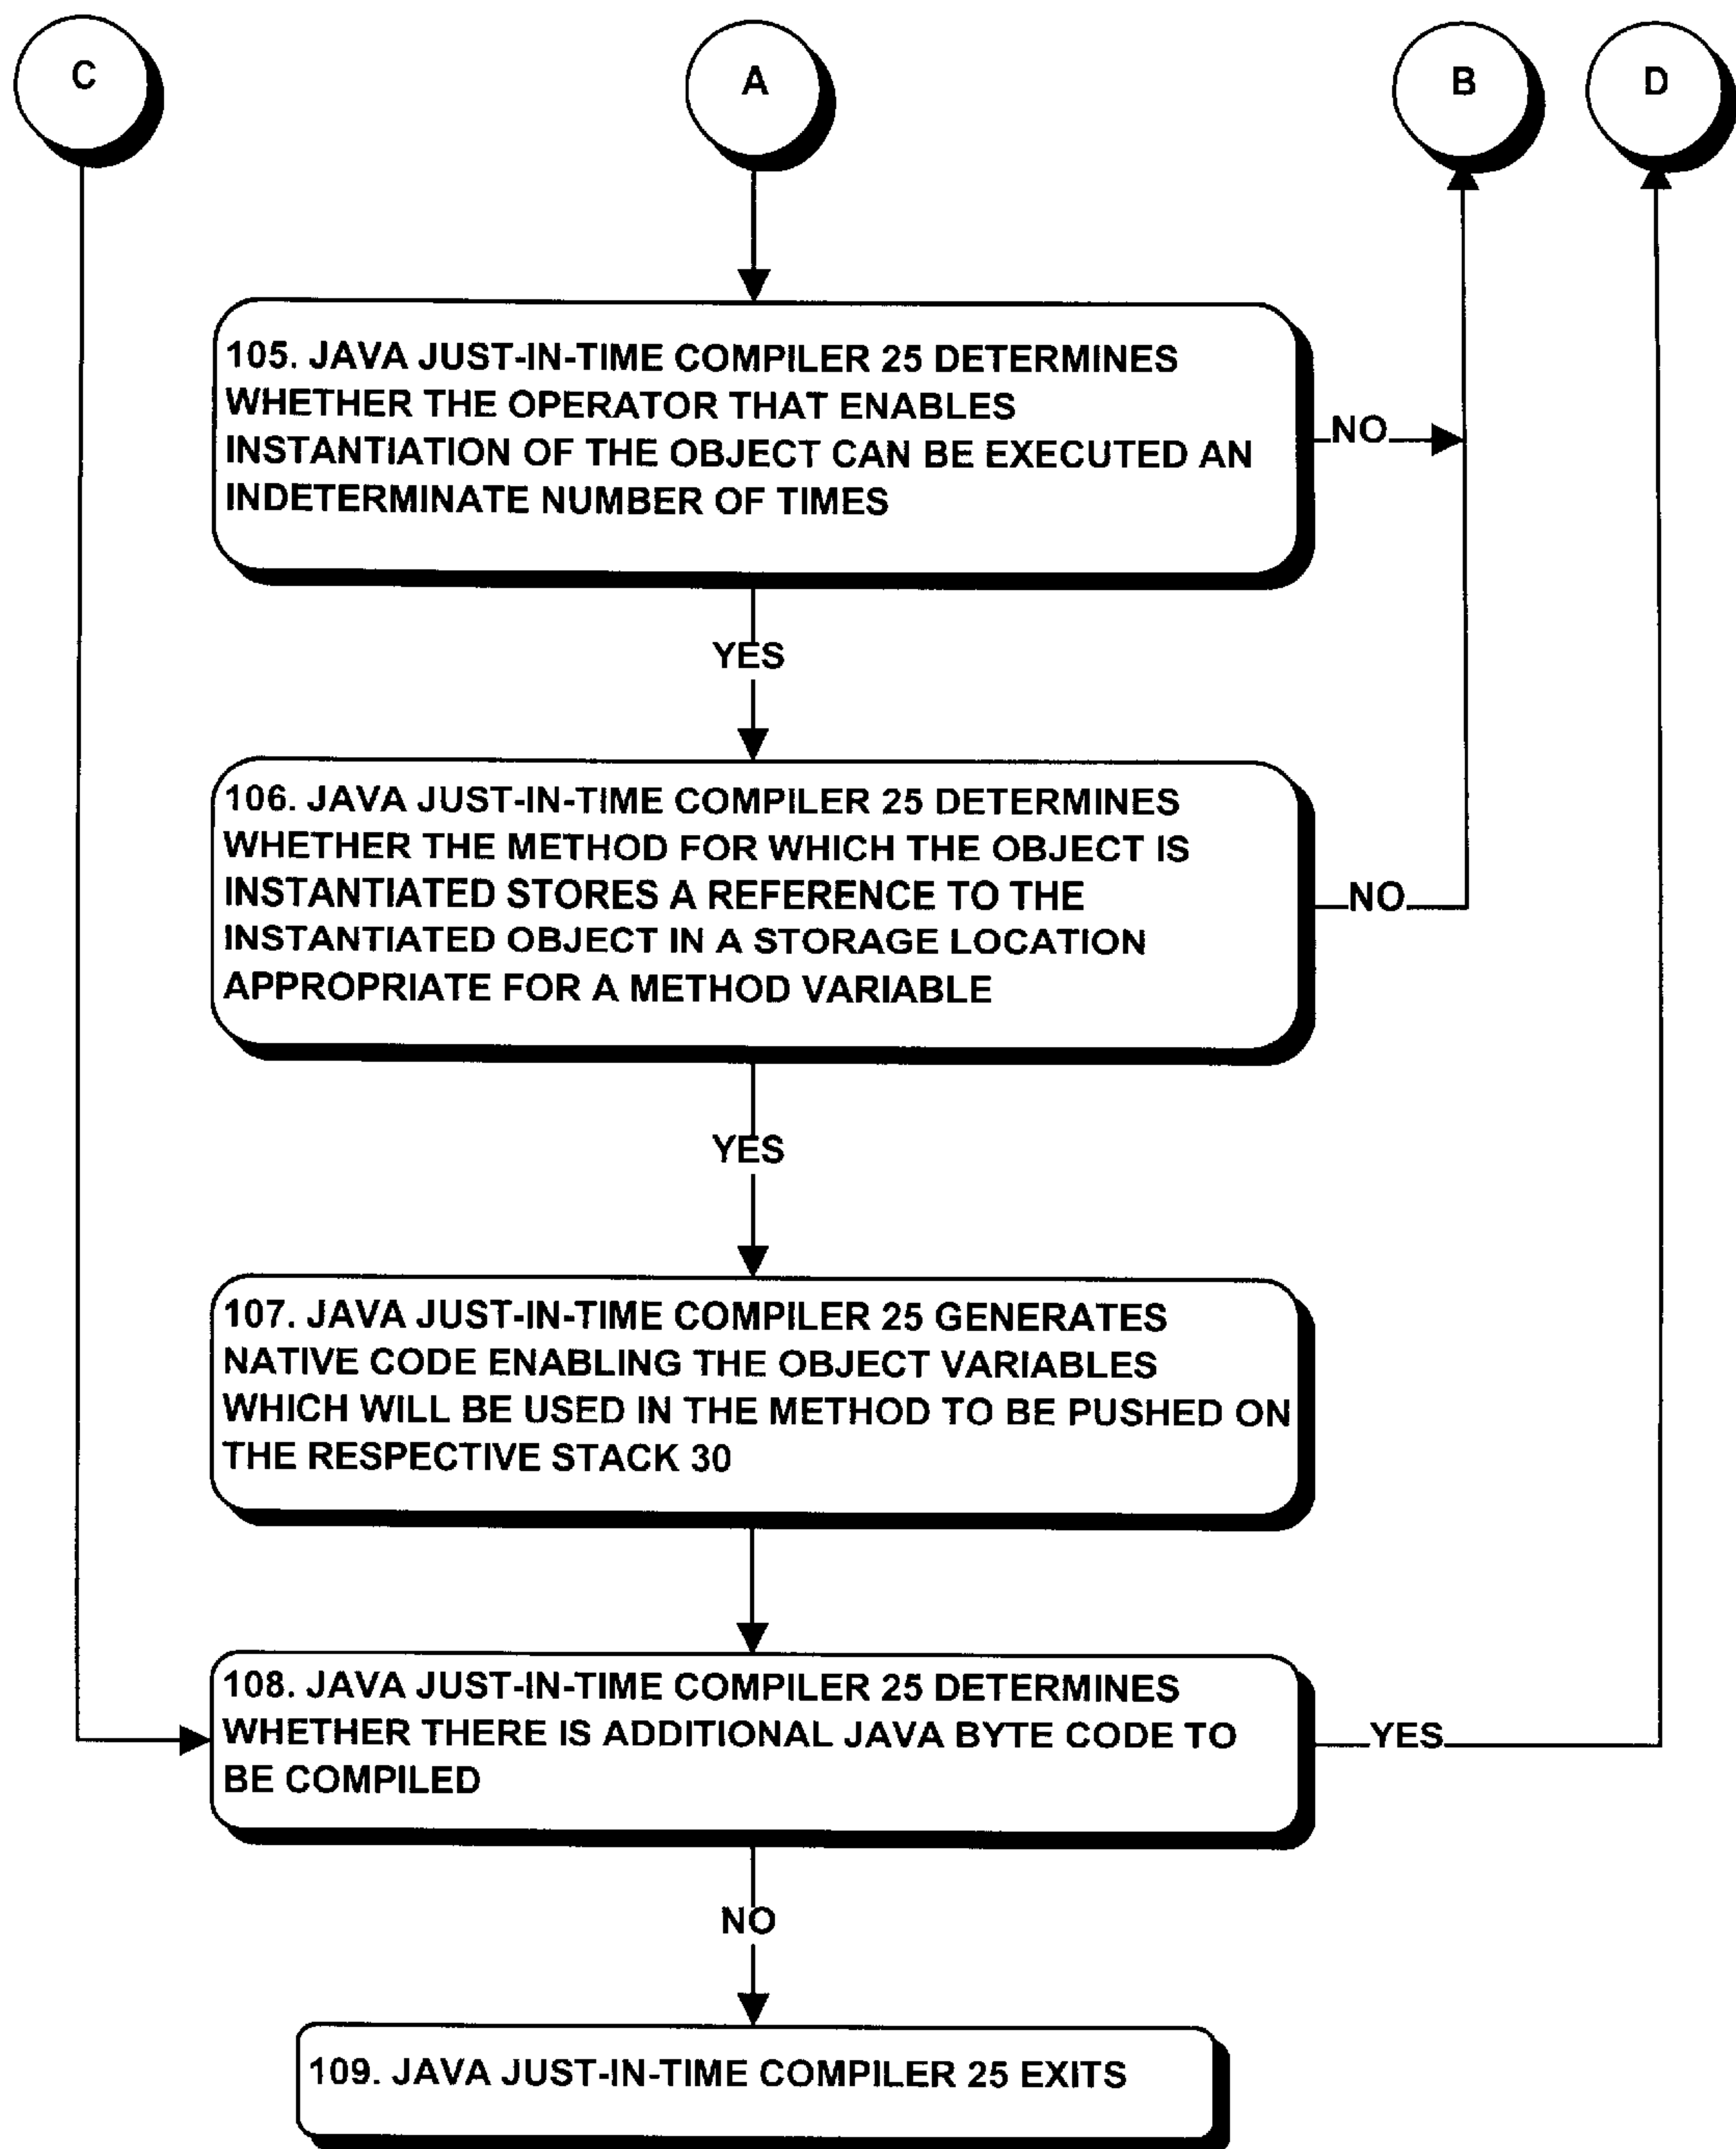 C
A
B
D
105. JAVA JUST-IN-TIME COMPILER 25 DETERMINES
WHETHER THE OPERATOR THAT ENABLES
INSTANTIATION OF THE OBJECT CAN BE EXECUTED AN
INDETERMINATE NUMBER OF TIMES
NO
YES
106. JAVA JUST-IN-TIME COMPILER 25 DETERMINES
WHETHER THE METHOD FOR WHICH THE OBJECT IS
INSTANTIATED STORES A REFERENCE TO THE
INSTANTIATED OBJECT IN A STORAGE LOCATION
APPROPRIATE FOR A METHOD VARIABLE
NO
YES
107. JAVA JUST-IN-TIME COMPILER 25 GENERATES
NATIVE CODE ENABLING THE OBJECT VARIABLES
WHICH WILL BE USED IN THE METHOD TO BE PUSHED ON
THE RESPECTIVE STACK 30
108. JAVA JUST-IN-TIME COMPILER 25 DETERMINES
WHETHER THERE IS ADDITIONAL JAVA BYTE CODE TO
BE COMPILED
YES
NO
109. JAVA JUST-IN-TIME COMPILER 25 EXITS